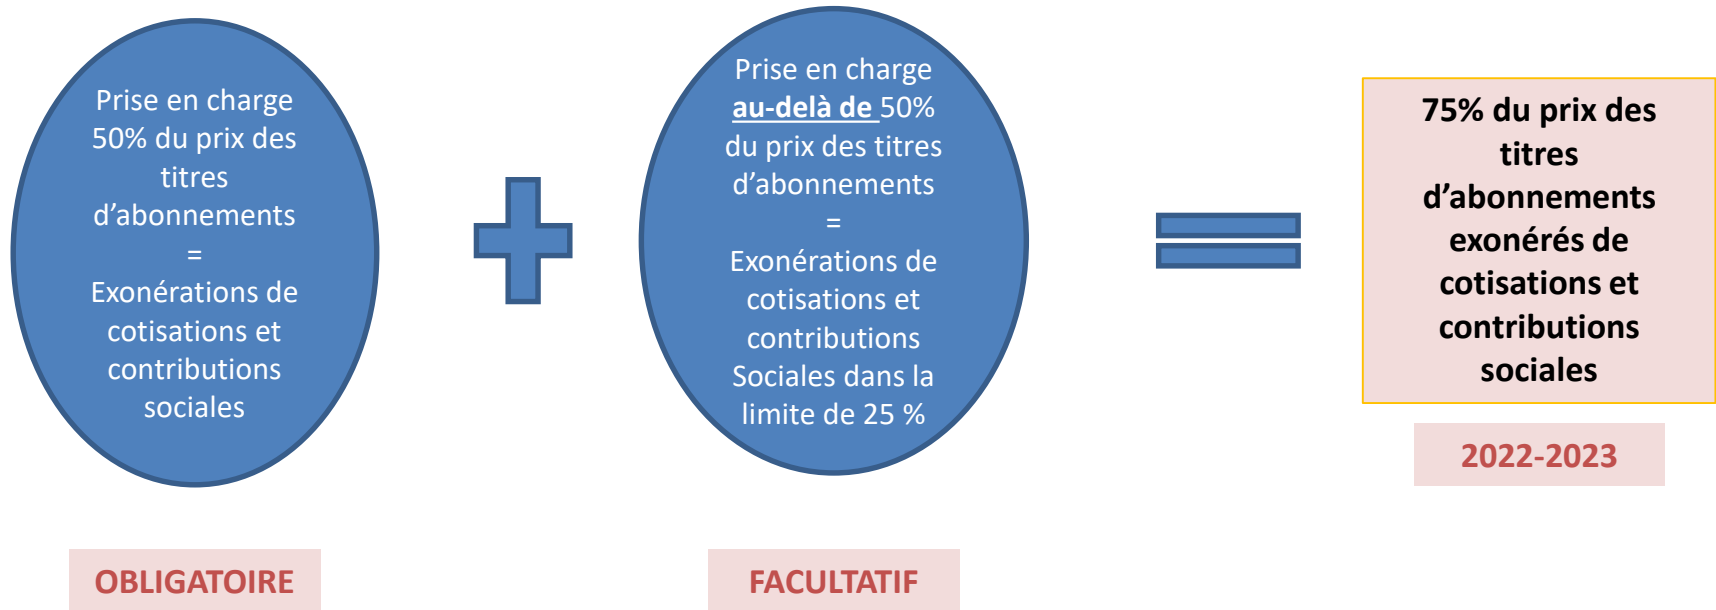 Prise en charge
50% du prix des
titres
d’abonnements
=
Exonérations de
cotisations et
contributions
sociales
OBLIGATOIRE
Prise en charge
au-delà de 50%
du prix des titres
d’abonnements
=
Exonérations de
cotisations et
contributions
Sociales dans la
limite de 25 %
FACULTATIF
75% du prix des
titres
d’abonnements
exonérés de
cotisations et
contributions
sociales
2022-2023